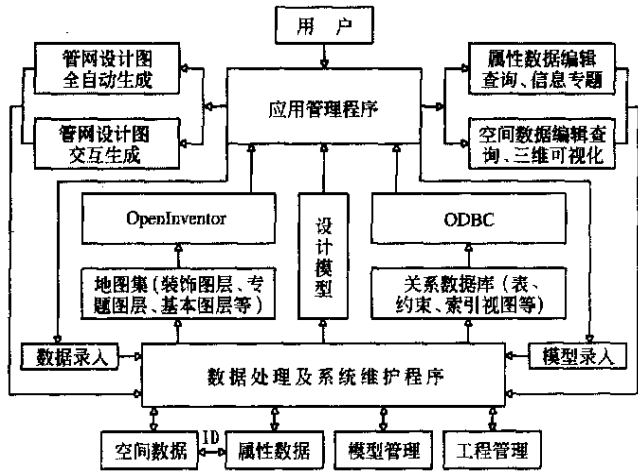 用 户
管网设计图
全自动生成
应用管理程序
属性数据编辑
查询、信息专题
管网设计图
交互生成
空间数据编辑查
询、三维可视化
OpenInventor
设计模型
ODBC
地图集(装饰图层、专
题图层、基本图层等)
关系数据库(表、
约束、索引视图等)
数据录入
数据处理及系统维护程序
模型录入
空间数据
ID
属性数据
模型管理
工程管理